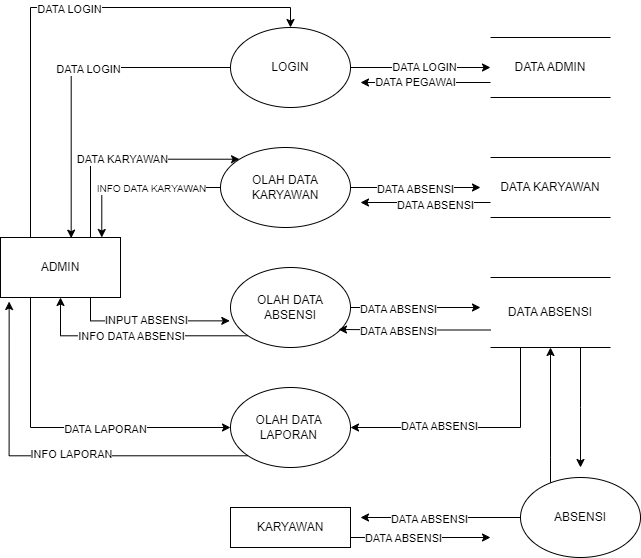 DATA LOGIN
LOGIN
DATA LOGIN
DATA LOGIN
DATA ADMIN
DATA PEGAWAI
DATA KARYAWAN
INFO DATA KARYAWAN
OLAH DATA
KARYAWAN
DATA ABSENSI
DATA ABSENSI
DATA KARYAWAN
ADMIN
INPUT ABSENSI
INFO DATA ABSENSI
OLAH DATA
ABSENSI
DATA ABSENSI
DATA ABSENSI
DATA ABSENSI
DATA LAPORAN
INFO LAPORAN
OLAH DATA
LAPORAN
DATA ABSENSI
KARYAWAN
DATA ABSENSI
DATA ABSENSI
ABSENSI